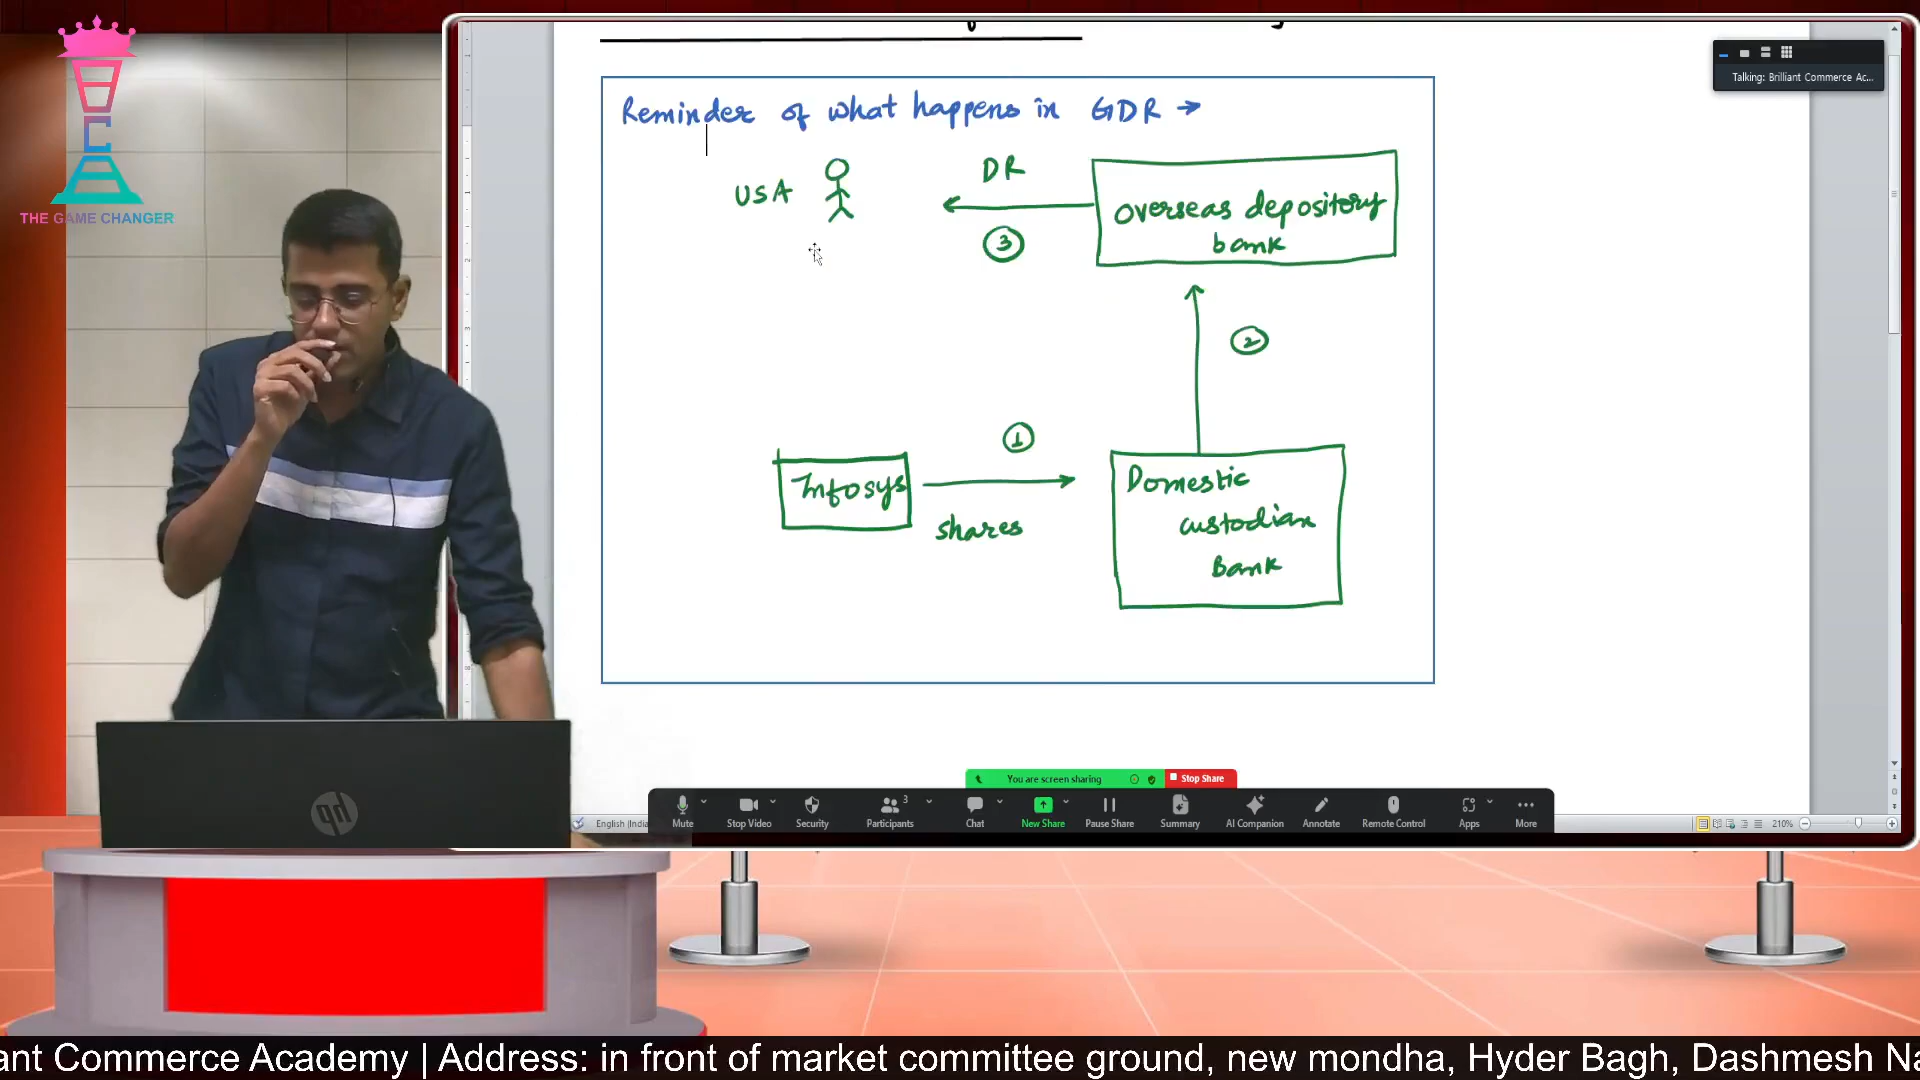 THE GAME CHANGER
Talking: Brilliant Commerce Ac...
Reminder of what happens in GDR →
USA
DR
3
overseas depository
bank
2
1
Infosys
shares
Domestic
custodian
Bank
You are screen sharing
Stop Share
Mute
Stop Video
Security
Participants
3
Chat
New Share
Pause Share
Summary
AI Companion
Annotate
Remote Control
Apps
More
English (India
210%
hp
iant Commerce Academy | Address: in front of market committee ground, new mondha, Hyder Bagh, Dashmesh Na